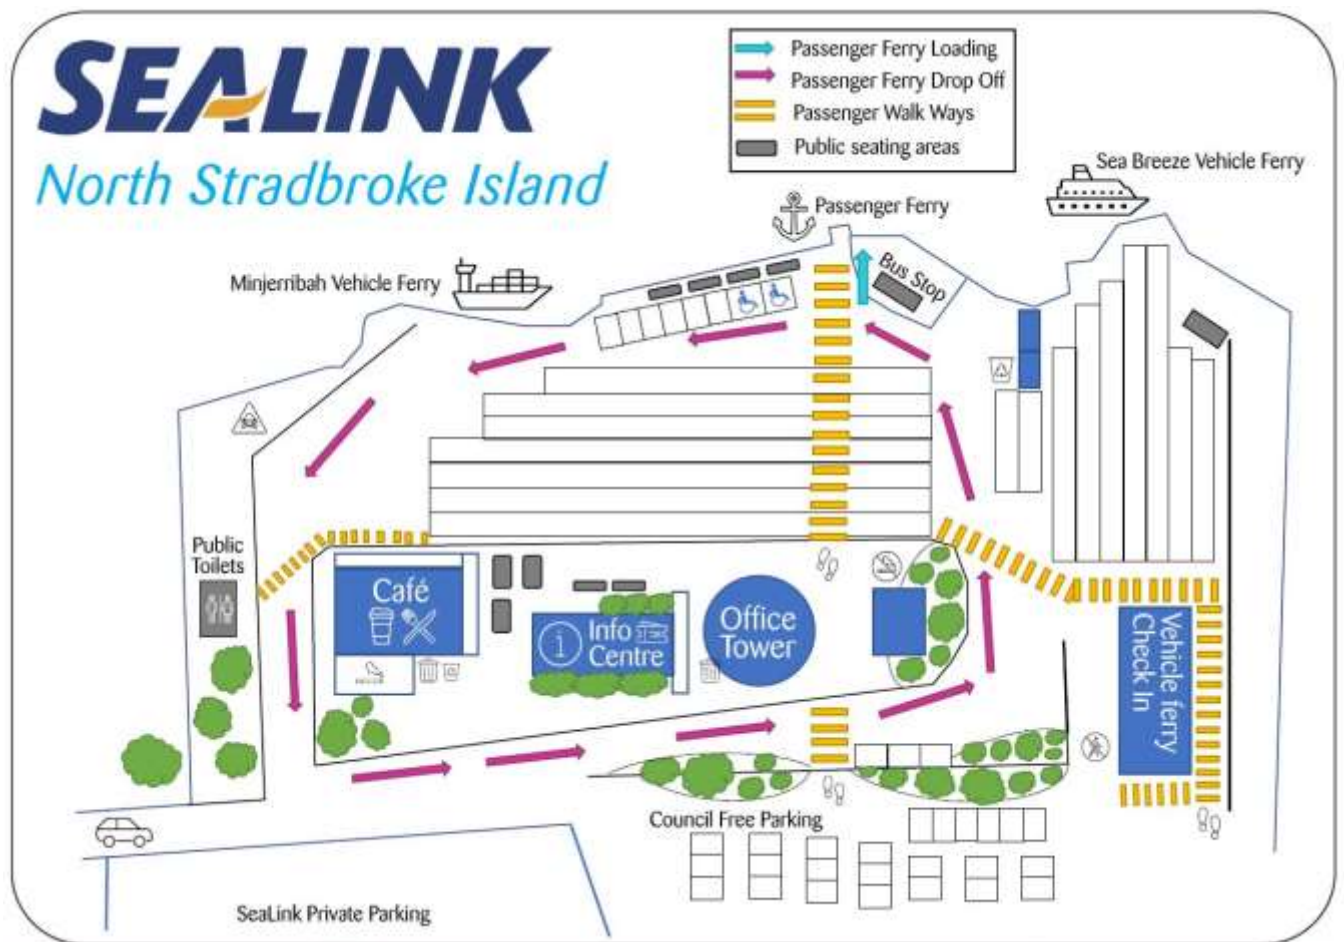 SEALINK
North Stradbroke Island
Passenger Ferry Loading
Passenger Ferry Drop Off
Passenger Walk Ways
Public seating areas
Sea Breeze Vehicle Ferry
Passenger Ferry
Minjerribah Vehicle Ferry
Bus Stop
Public
Toilets
Café
Info
Centre
Office
Tower
Vehicle ferry
Check In
Council Free Parking
SeaLink Private Parking